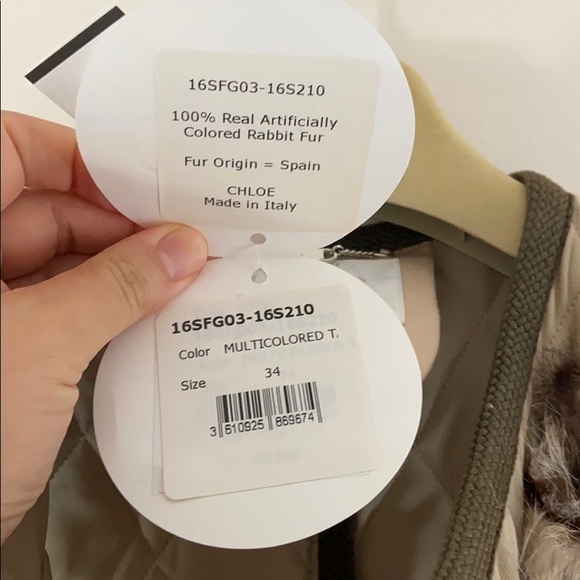 16SFG03-16S210
100% Real Artificially
Colored Rabbit Fur
Fur Origin = Spain
CHLOE
Made in Italy
16SFG03-16S210
Color MULTICOLORED T.
Size 34
3 610925 869674